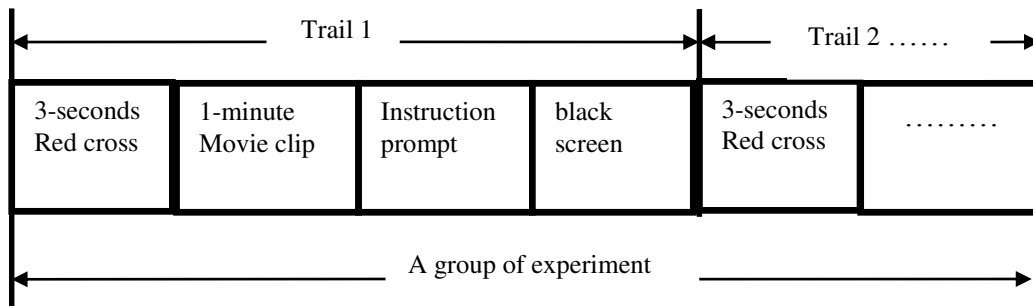 Trail 1
Trail 2 ……
3-seconds
Red cross
1-minute
Movie clip
Instruction
prompt
black
screen
3-seconds
Red cross
………
A group of experiment